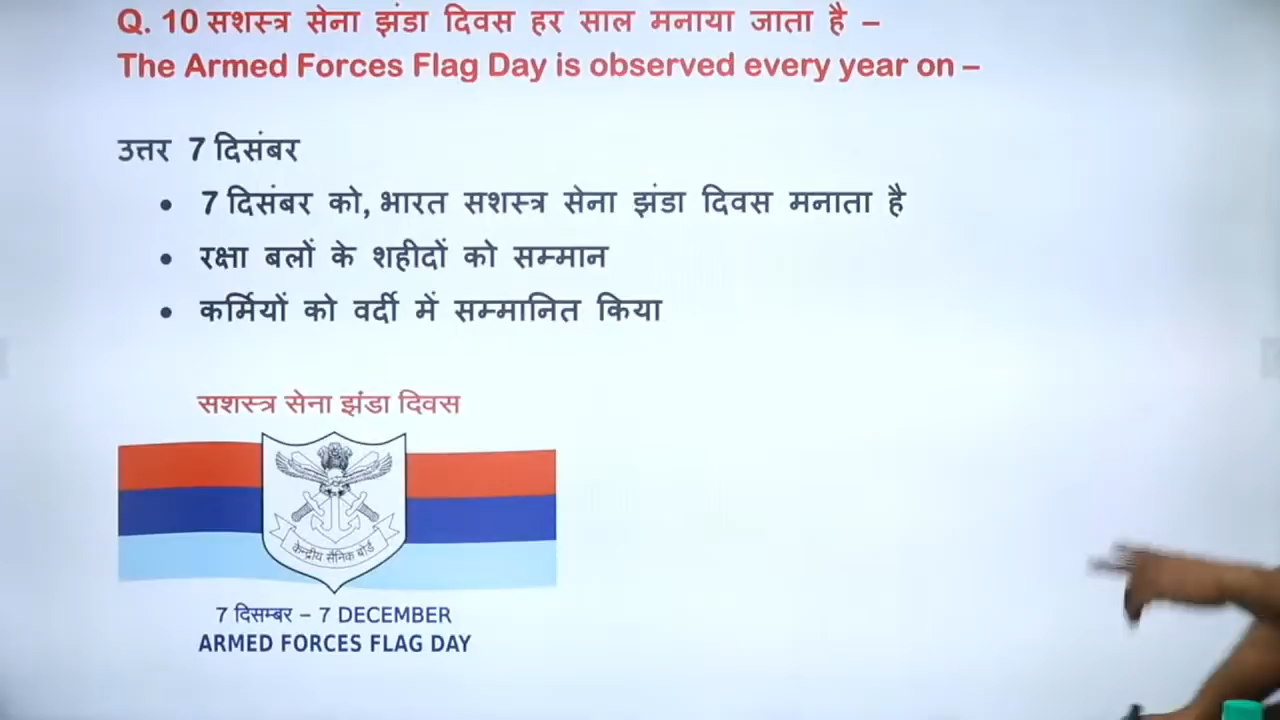 Q. 10 सशस्त्र सेना झंडा दिवस हर साल मनाया जाता है –
The Armed Forces Flag Day is observed every year on –
उत्तर 7 दिसंबर
• 7 दिसंबर को, भारत सशस्त्र सेना झंडा दिवस मनाता है
• रक्षा बलों के शहीदों को सम्मान
• कर्मियों को वर्दी में सम्मानित किया
सशस्त्र सेना झंडा दिवस
केन्द्रीय सैनिक बोर्ड
7 दिसम्बर – 7 DECEMBER
ARMED FORCES FLAG DAY